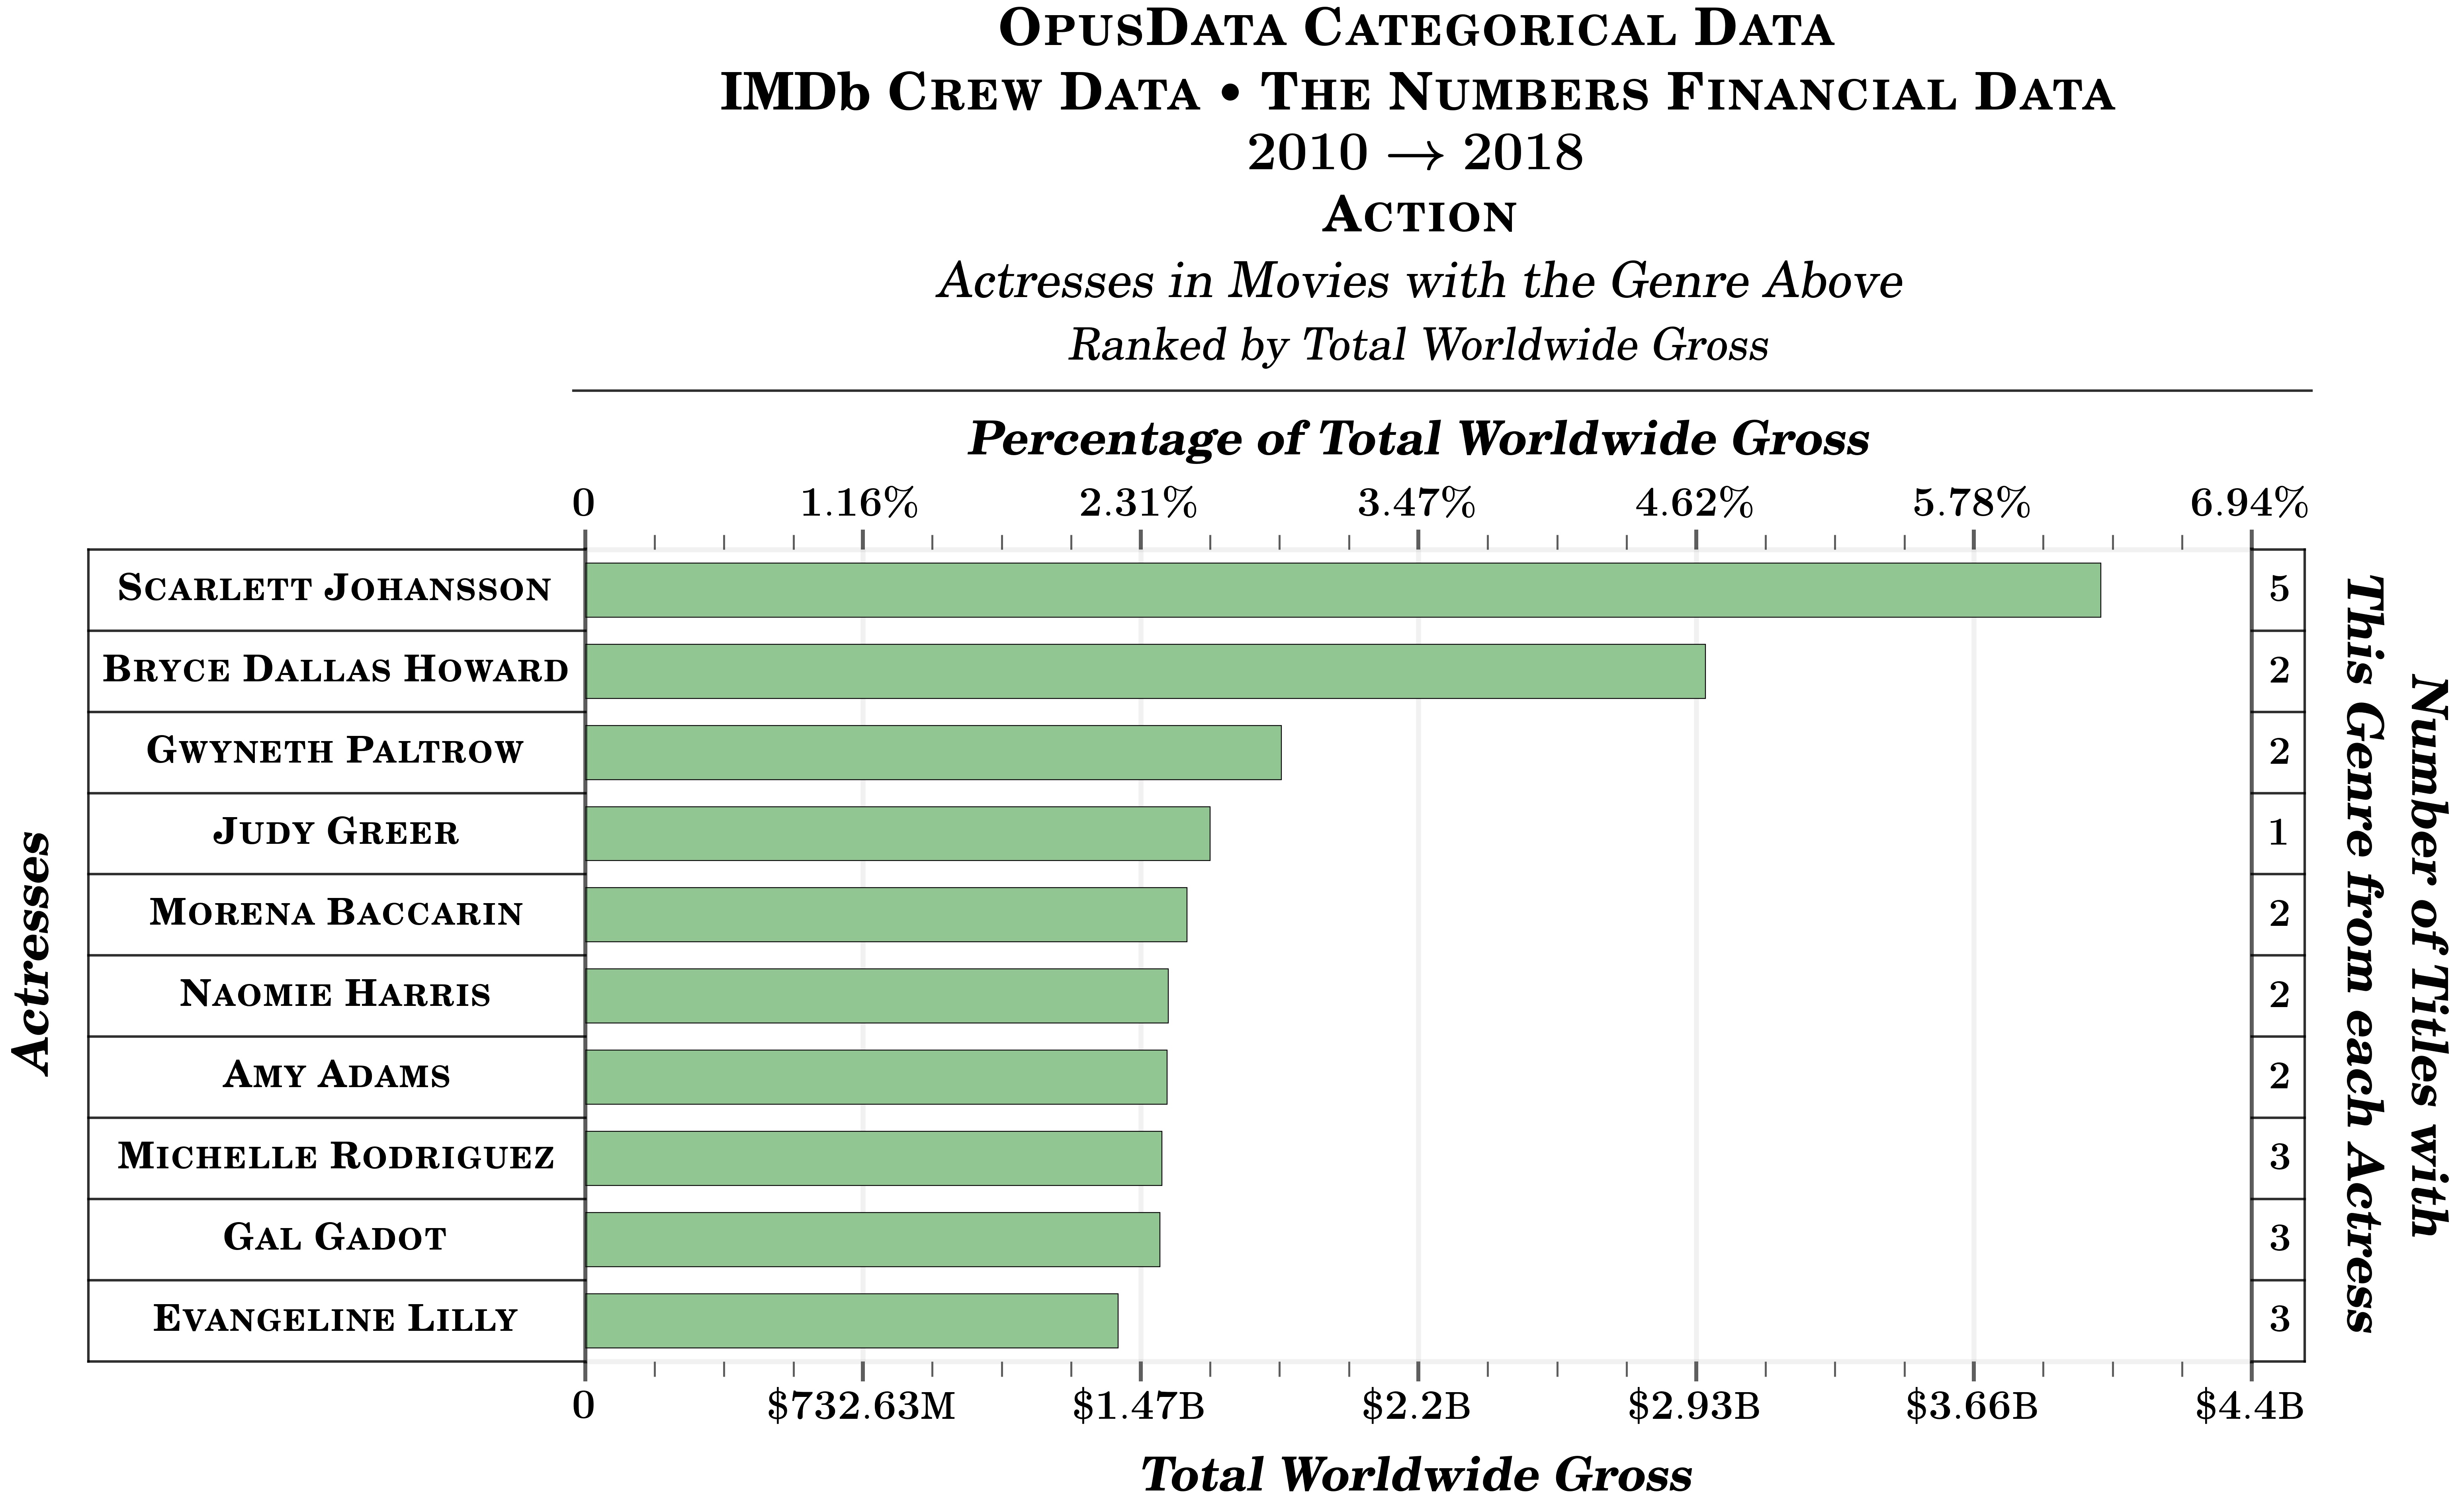 OpusData Categorical Data
IMDb Crew Data • The Numbers Financial Data
2010 → 2018
Action
Actresses in Movies with the Genre Above
Ranked by Total Worldwide Gross
Percentage of Total Worldwide Gross
0 1.16% 2.31% 3.47% 4.62% 5.78% 6.94%
Scarlett Johansson 5
Bryce Dallas Howard 2
Gwyneth Paltrow 2
Judy Greer 1
Morena Baccarin 2
Naomie Harris 2
Amy Adams 2
Michelle Rodriguez 3
Gal Gadot 3
Evangeline Lilly 3
0 $732.63M $1.47B $2.2B $2.93B $3.66B $4.4B
Total Worldwide Gross
Actresses
Number of Titles with
This Genre from each Actress